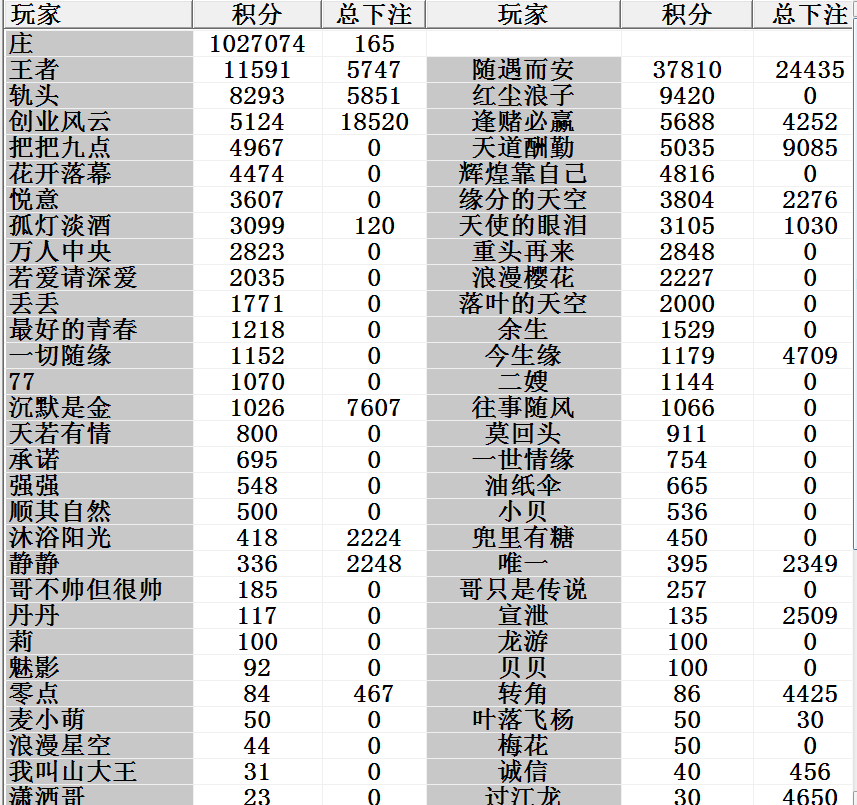 玩家 积分 总下注 玩家 积分 总下注
庄 1027074 165
王者 11591 5747 随遇而安 37810 24435
轨头 8293 5851 红尘浪子 9420 0
创业风云 5124 18520 逢赌必赢 5688 4252
把把九点 4967 0 天道酬勤 5035 9085
花开落幕 4474 0 辉煌靠自己 4816 0
悦意 3607 0 缘分的天空 3804 2276
孤灯淡酒 3099 120 天使的眼泪 3105 1030
万人中央 2823 0 重头再来 2848 0
若爱请深爱 2035 0 浪漫樱花 2227 0
丢丢 1771 0 落叶的天空 2000 0
最好的青春 1218 0 余生 1529 0
一切随缘 1152 0 今生缘 1179 4709
77 1070 0 二嫂 1144 0
沉默是金 1026 7607 往事随风 1066 0
天若有情 800 0 莫回头 911 0
承诺 695 0 一世情缘 754 0
强强 548 0 油纸伞 665 0
顺其自然 500 0 小贝 536 0
沐浴阳光 418 2224 兜里有糖 450 0
静静 336 2248 唯一 395 2349
哥不帅但很帅 185 0 哥只是传说 257 0
丹丹 117 0 宣泄 135 2509
莉 100 0 龙游 100 0
魅影 92 0 贝贝 100 0
零点 84 467 转角 86 4425
麦小萌 50 0 叶落飞杨 50 30
浪漫星空 44 0 梅花 50 0
我叫山大王 31 0 诚信 40 456
潇洒哥 23 0 过江龙 30 4650